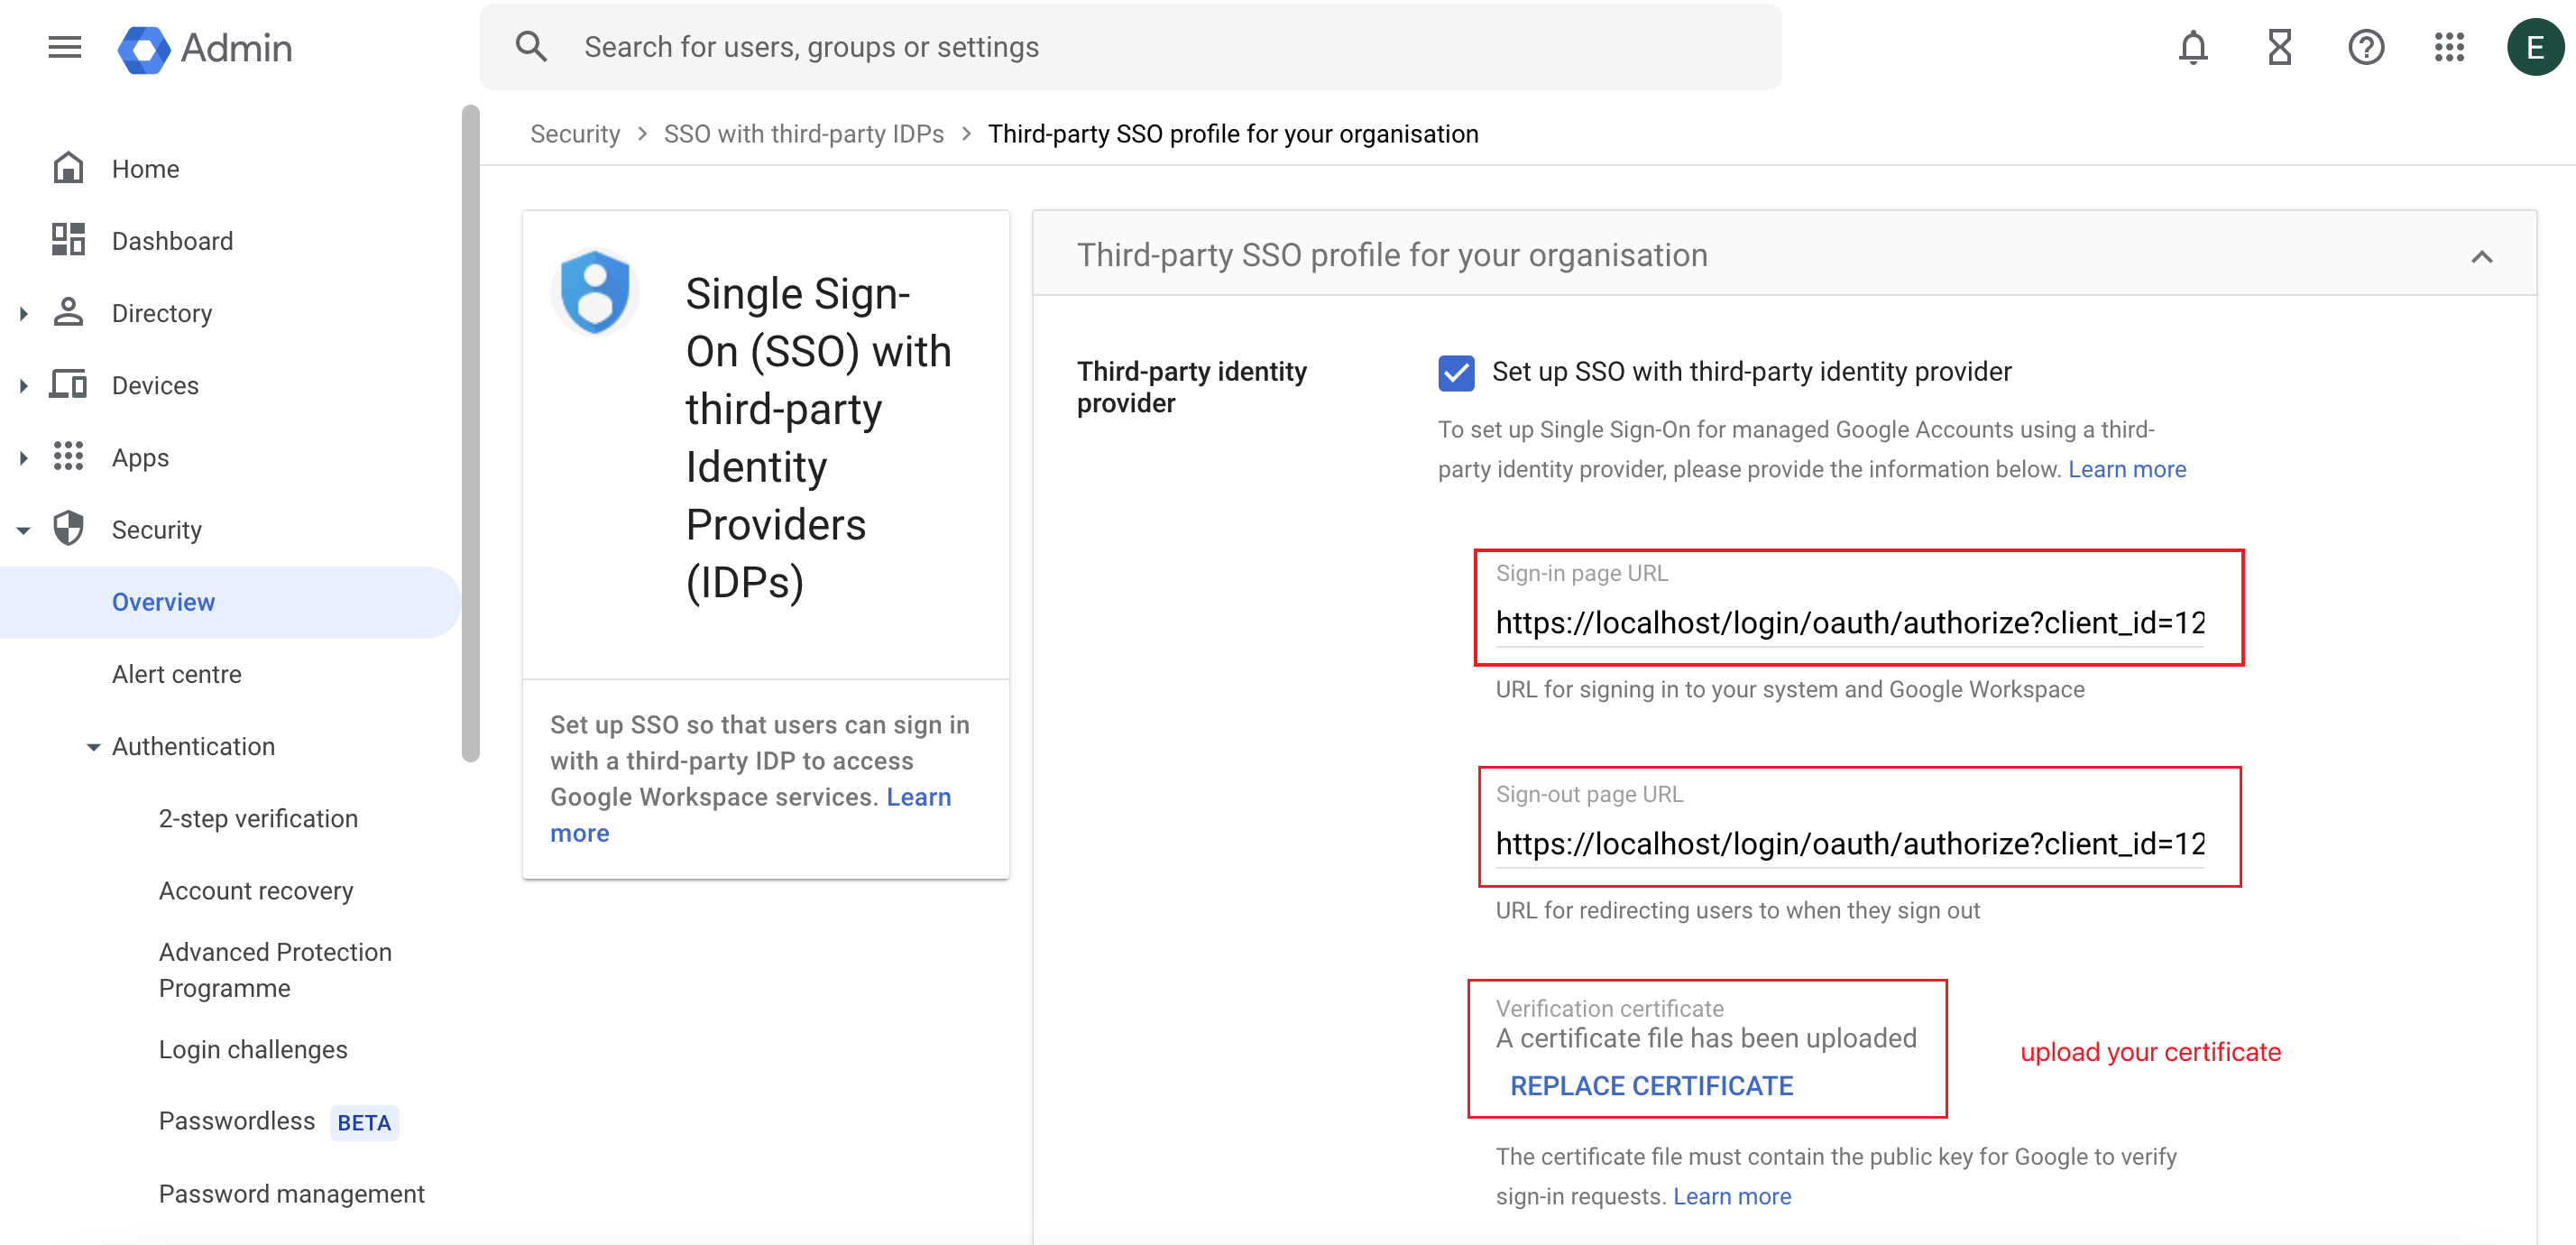 Admin
Search for users, groups or settings
E
Home
Dashboard
Directory
Devices
Apps
Security
Overview
Alert centre
Authentication
2-step verification
Account recovery
Advanced Protection
Programme
Login challenges
Passwordless BETA
Password management
Security > SSO with third-party IDPs > Third-party SSO profile for your organisation
Single Sign-
On (SSO) with
third-party
Identity
Providers
(IDPs)
Set up SSO so that users can sign in
with a third-party IDP to access
Google Workspace services. Learn
more
Third-party SSO profile for your organisation
Third-party identity
provider
Set up SSO with third-party identity provider
To set up Single Sign-On for managed Google Accounts using a third-
party identity provider, please provide the information below. Learn more
Sign-in page URL
https://localhost/login/oauth/authorize?client_id=12
URL for signing in to your system and Google Workspace
Sign-out page URL
https://localhost/login/oauth/authorize?client_id=12
URL for redirecting users to when they sign out
Verification certificate
A certificate file has been uploaded
REPLACE CERTIFICATE
upload your certificate
The certificate file must contain the public key for Google to verify
sign-in requests. Learn more